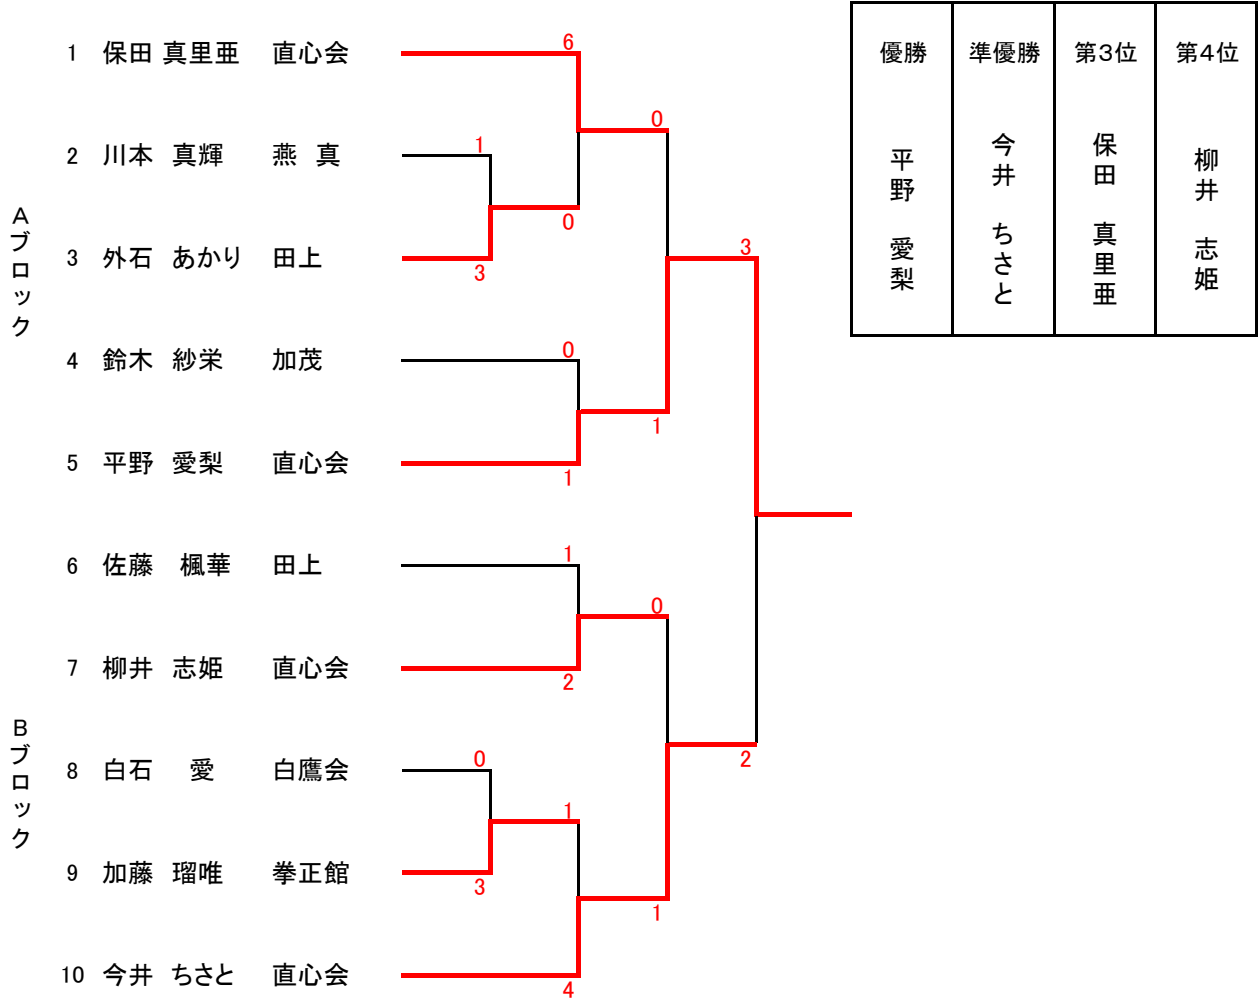 優勝 準優勝 第3位 第4位
平野 愛梨
今井 ちさと
保田 真里亜
柳井 志姫
Aブロック
1 保田 真里亜 直心会 6
0
2 川本 真輝 燕 真 1
0
3 外石 あかり 田上 3
3
4 鈴木 紗栄 加茂 0
1
5 平野 愛梨 直心会 1
Bブロック
6 佐藤 楓華 田上 1
0
7 柳井 志姫 直心会 2
2
8 白石 愛 白鷹会 0
1
9 加藤 瑠唯 拳正館 3
1
10 今井 ちさと 直心会 4